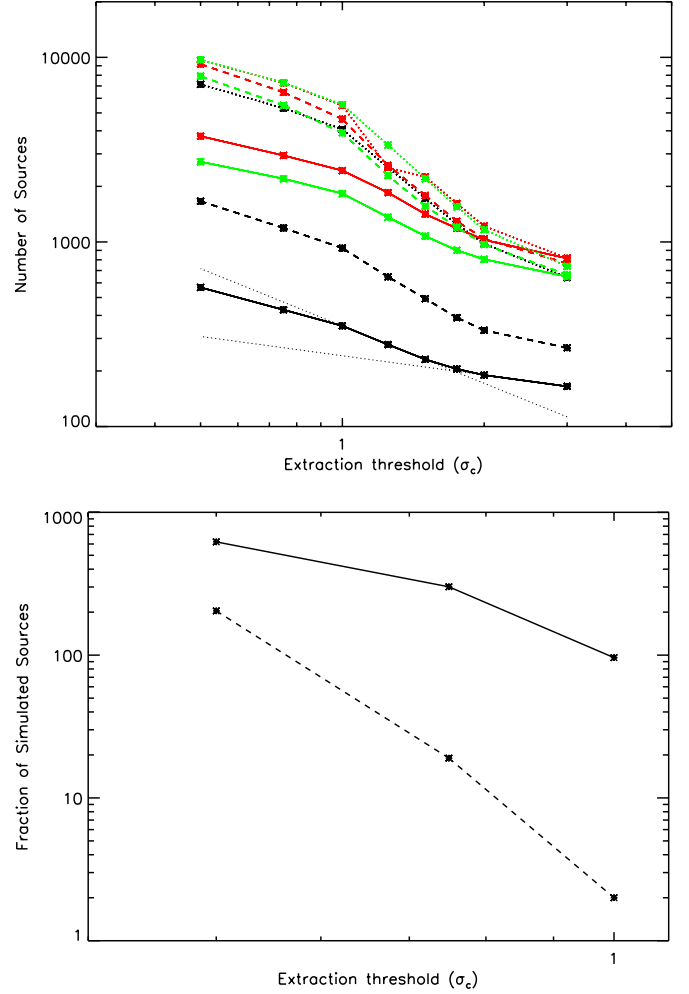 10000
1000
100
Number of Sources
1
Extraction threshold (σc)
1000
100
10
1
Fraction of Simulated Sources
1
Extraction threshold (σc)